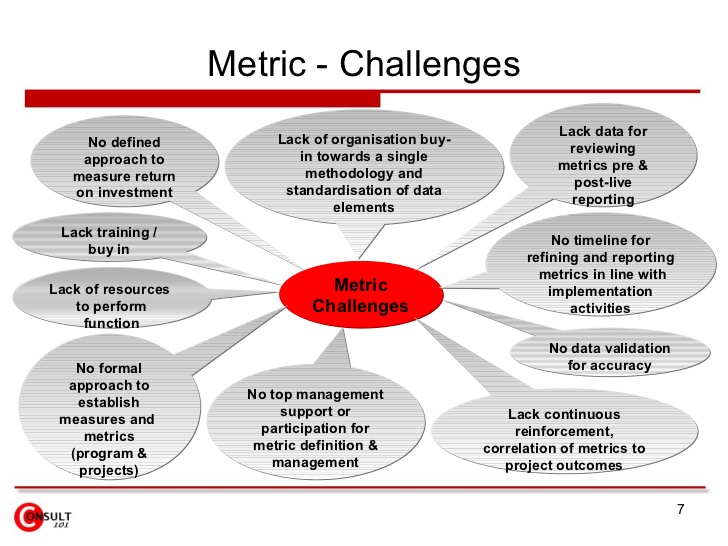 Metric - Challenges
No defined
approach to
measure return
on investment
Lack of organisation buy-
in towards a single
methodology and
standardisation of data
elements
Lack data for
reviewing
metrics pre &
post-live
reporting
Lack training /
buy in
No timeline for
refining and reporting
metrics in line with
implementation
activities
Lack of resources
to perform
function
Metric
Challenges
No data validation
for accuracy
No formal
approach to
establish
measures and
metrics
(program &
projects)
No top management
support or
participation for
metric definition &
management
Lack continuous
reinforcement,
correlation of metrics to
project outcomes
CONSULT
101
7